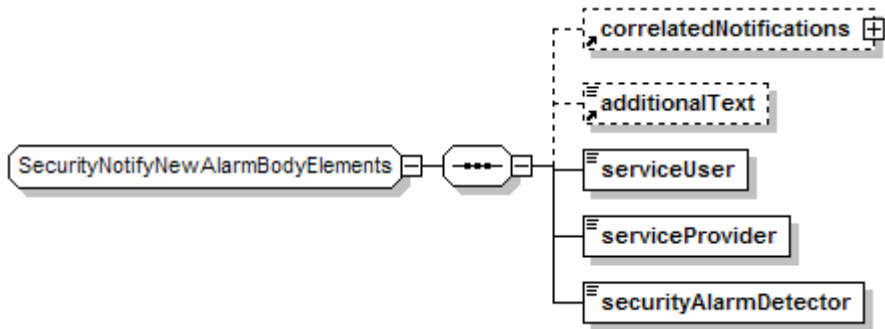 correlatedNotifications
additionalText
SecurityNotifyNewAlarmBodyElements
serviceUser
serviceProvider
securityAlarmDetector